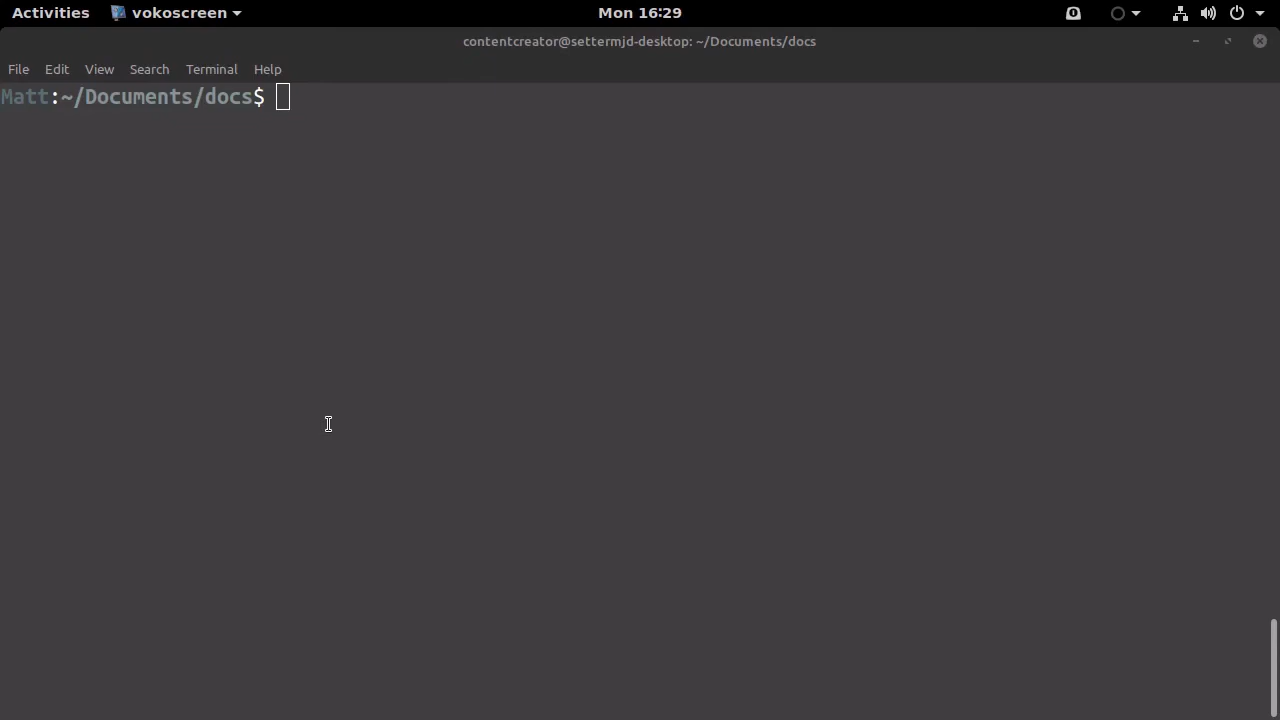 Activities vokoscreen Mon 16:29
contentcreator@settermjd-desktop: ~/Documents/docs
File Edit View Search Terminal Help
Matt:~/Documents/docs$